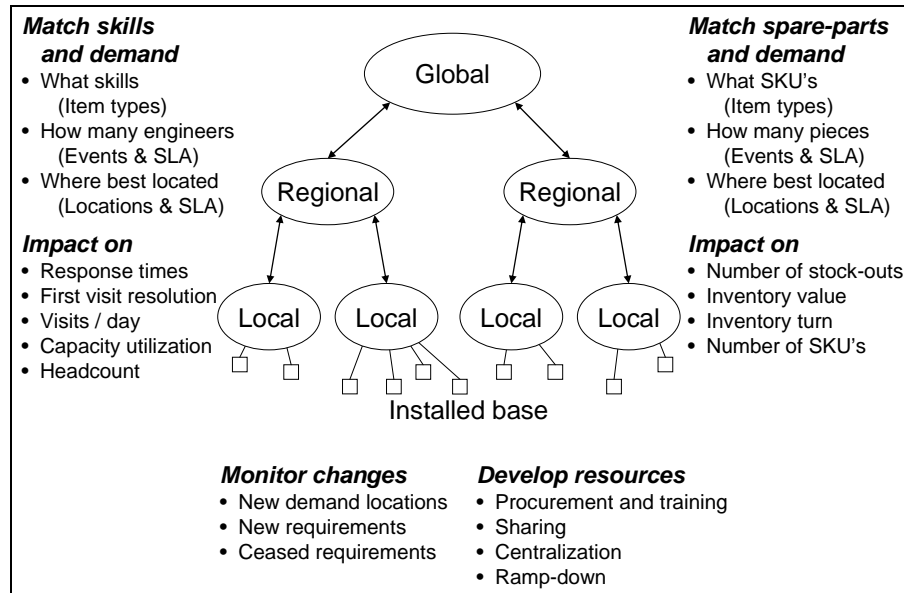 Match skills
and demand
• What skills
(Item types)
• How many engineers
(Events & SLA)
• Where best located
(Locations & SLA)
Impact on
• Response times
• First visit resolution
• Visits / day
• Capacity utilization
• Headcount
Global
Regional
Regional
Local
Local
Local
Local
Installed base
Match spare-parts
and demand
• What SKU's
(Item types)
• How many pieces
(Events & SLA)
• Where best located
(Locations & SLA)
Impact on
• Number of stock-outs
• Inventory value
• Inventory turn
• Number of SKU's
Monitor changes
• New demand locations
• New requirements
• Ceased requirements
Develop resources
• Procurement and training
• Sharing
• Centralization
• Ramp-down